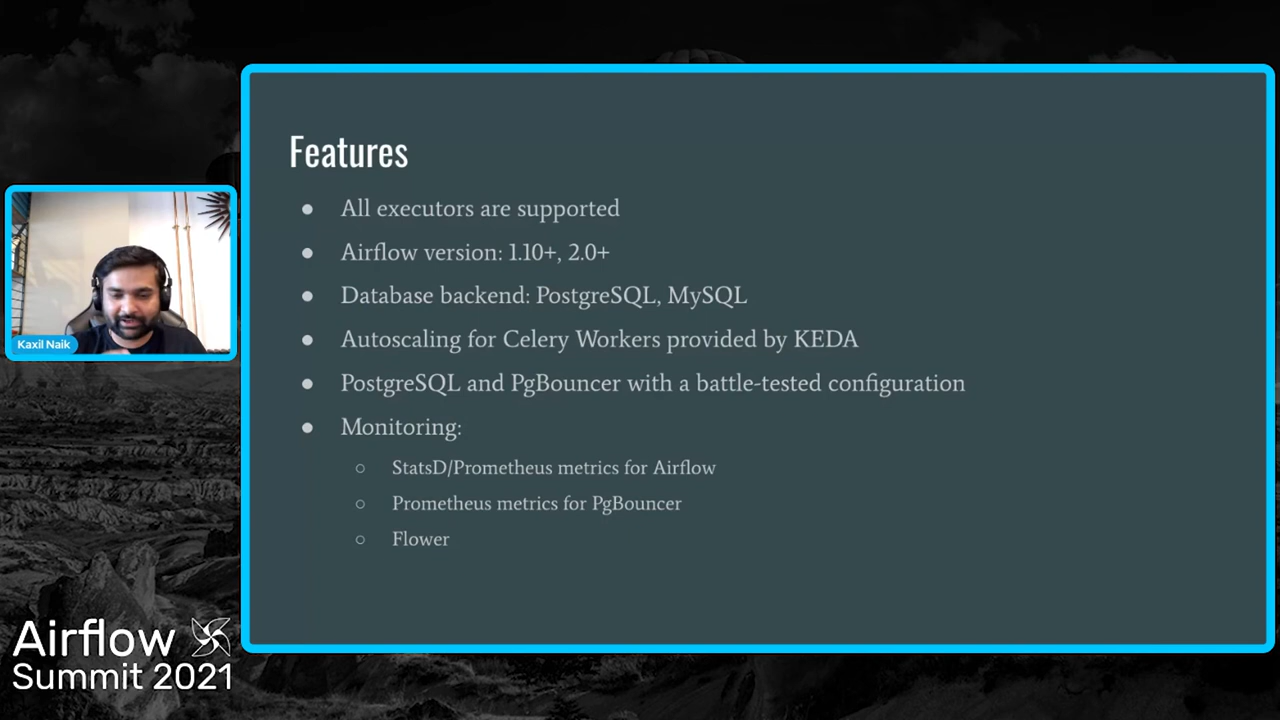 Features
● All executors are supported
● Airflow version: 1.10+, 2.0+
● Database backend: PostgreSQL, MySQL
● Autoscaling for Celery Workers provided by KEDA
● PostgreSQL and PgBouncer with a battle-tested configuration
● Monitoring:
○ StatsD/Prometheus metrics for Airflow
○ Prometheus metrics for PgBouncer
○ Flower
Kaxil Naik
Airflow
Summit 2021